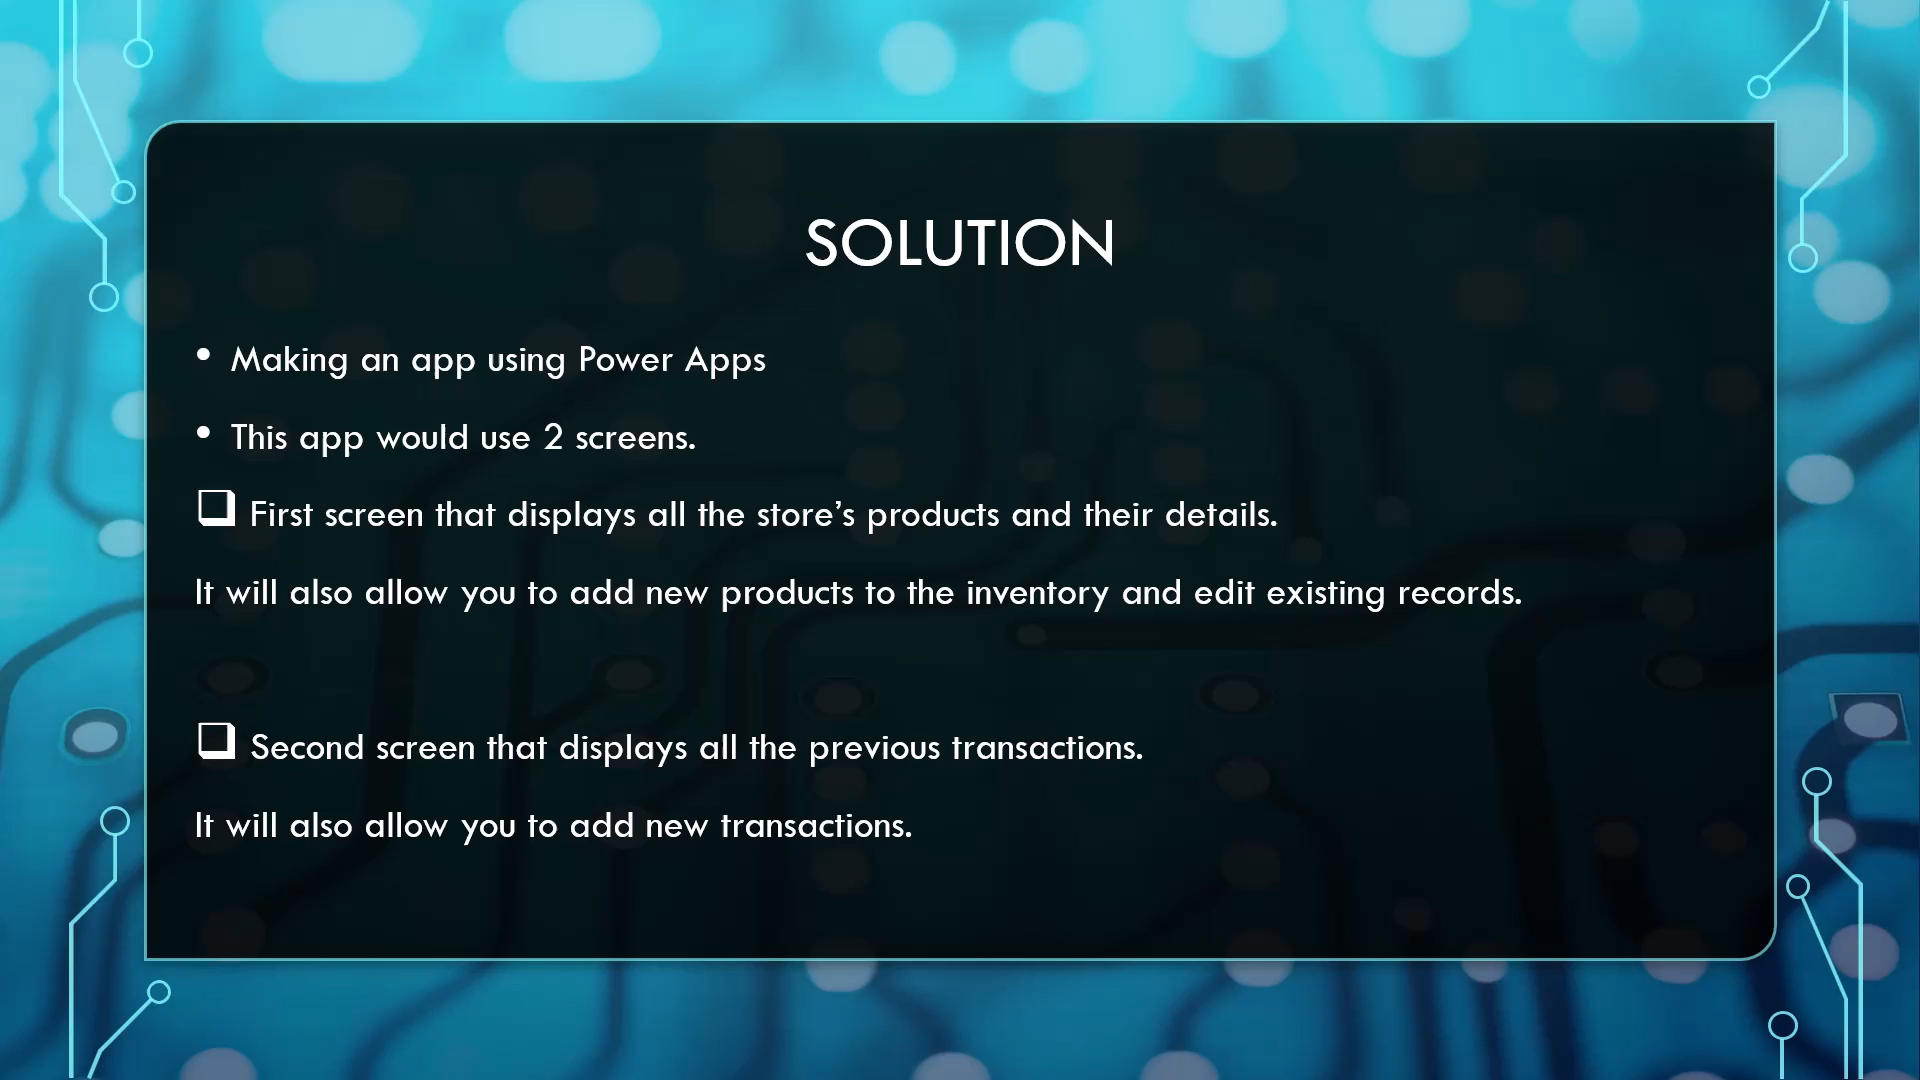 SOLUTION
• Making an app using Power Apps
• This app would use 2 screens.
❑ First screen that displays all the store’s products and their details.
It will also allow you to add new products to the inventory and edit existing records.
❑ Second screen that displays all the previous transactions.
It will also allow you to add new transactions.